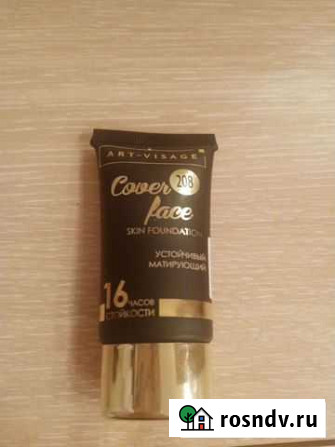 ART-VISAGE
Cover 208
face
SKIN FOUNDATION
УСТОЙЧИВЫЙ
МАТИРУЮЩИЙ
16 ЧАСОВ
СТОЙКОСТИ
rosndv.ru